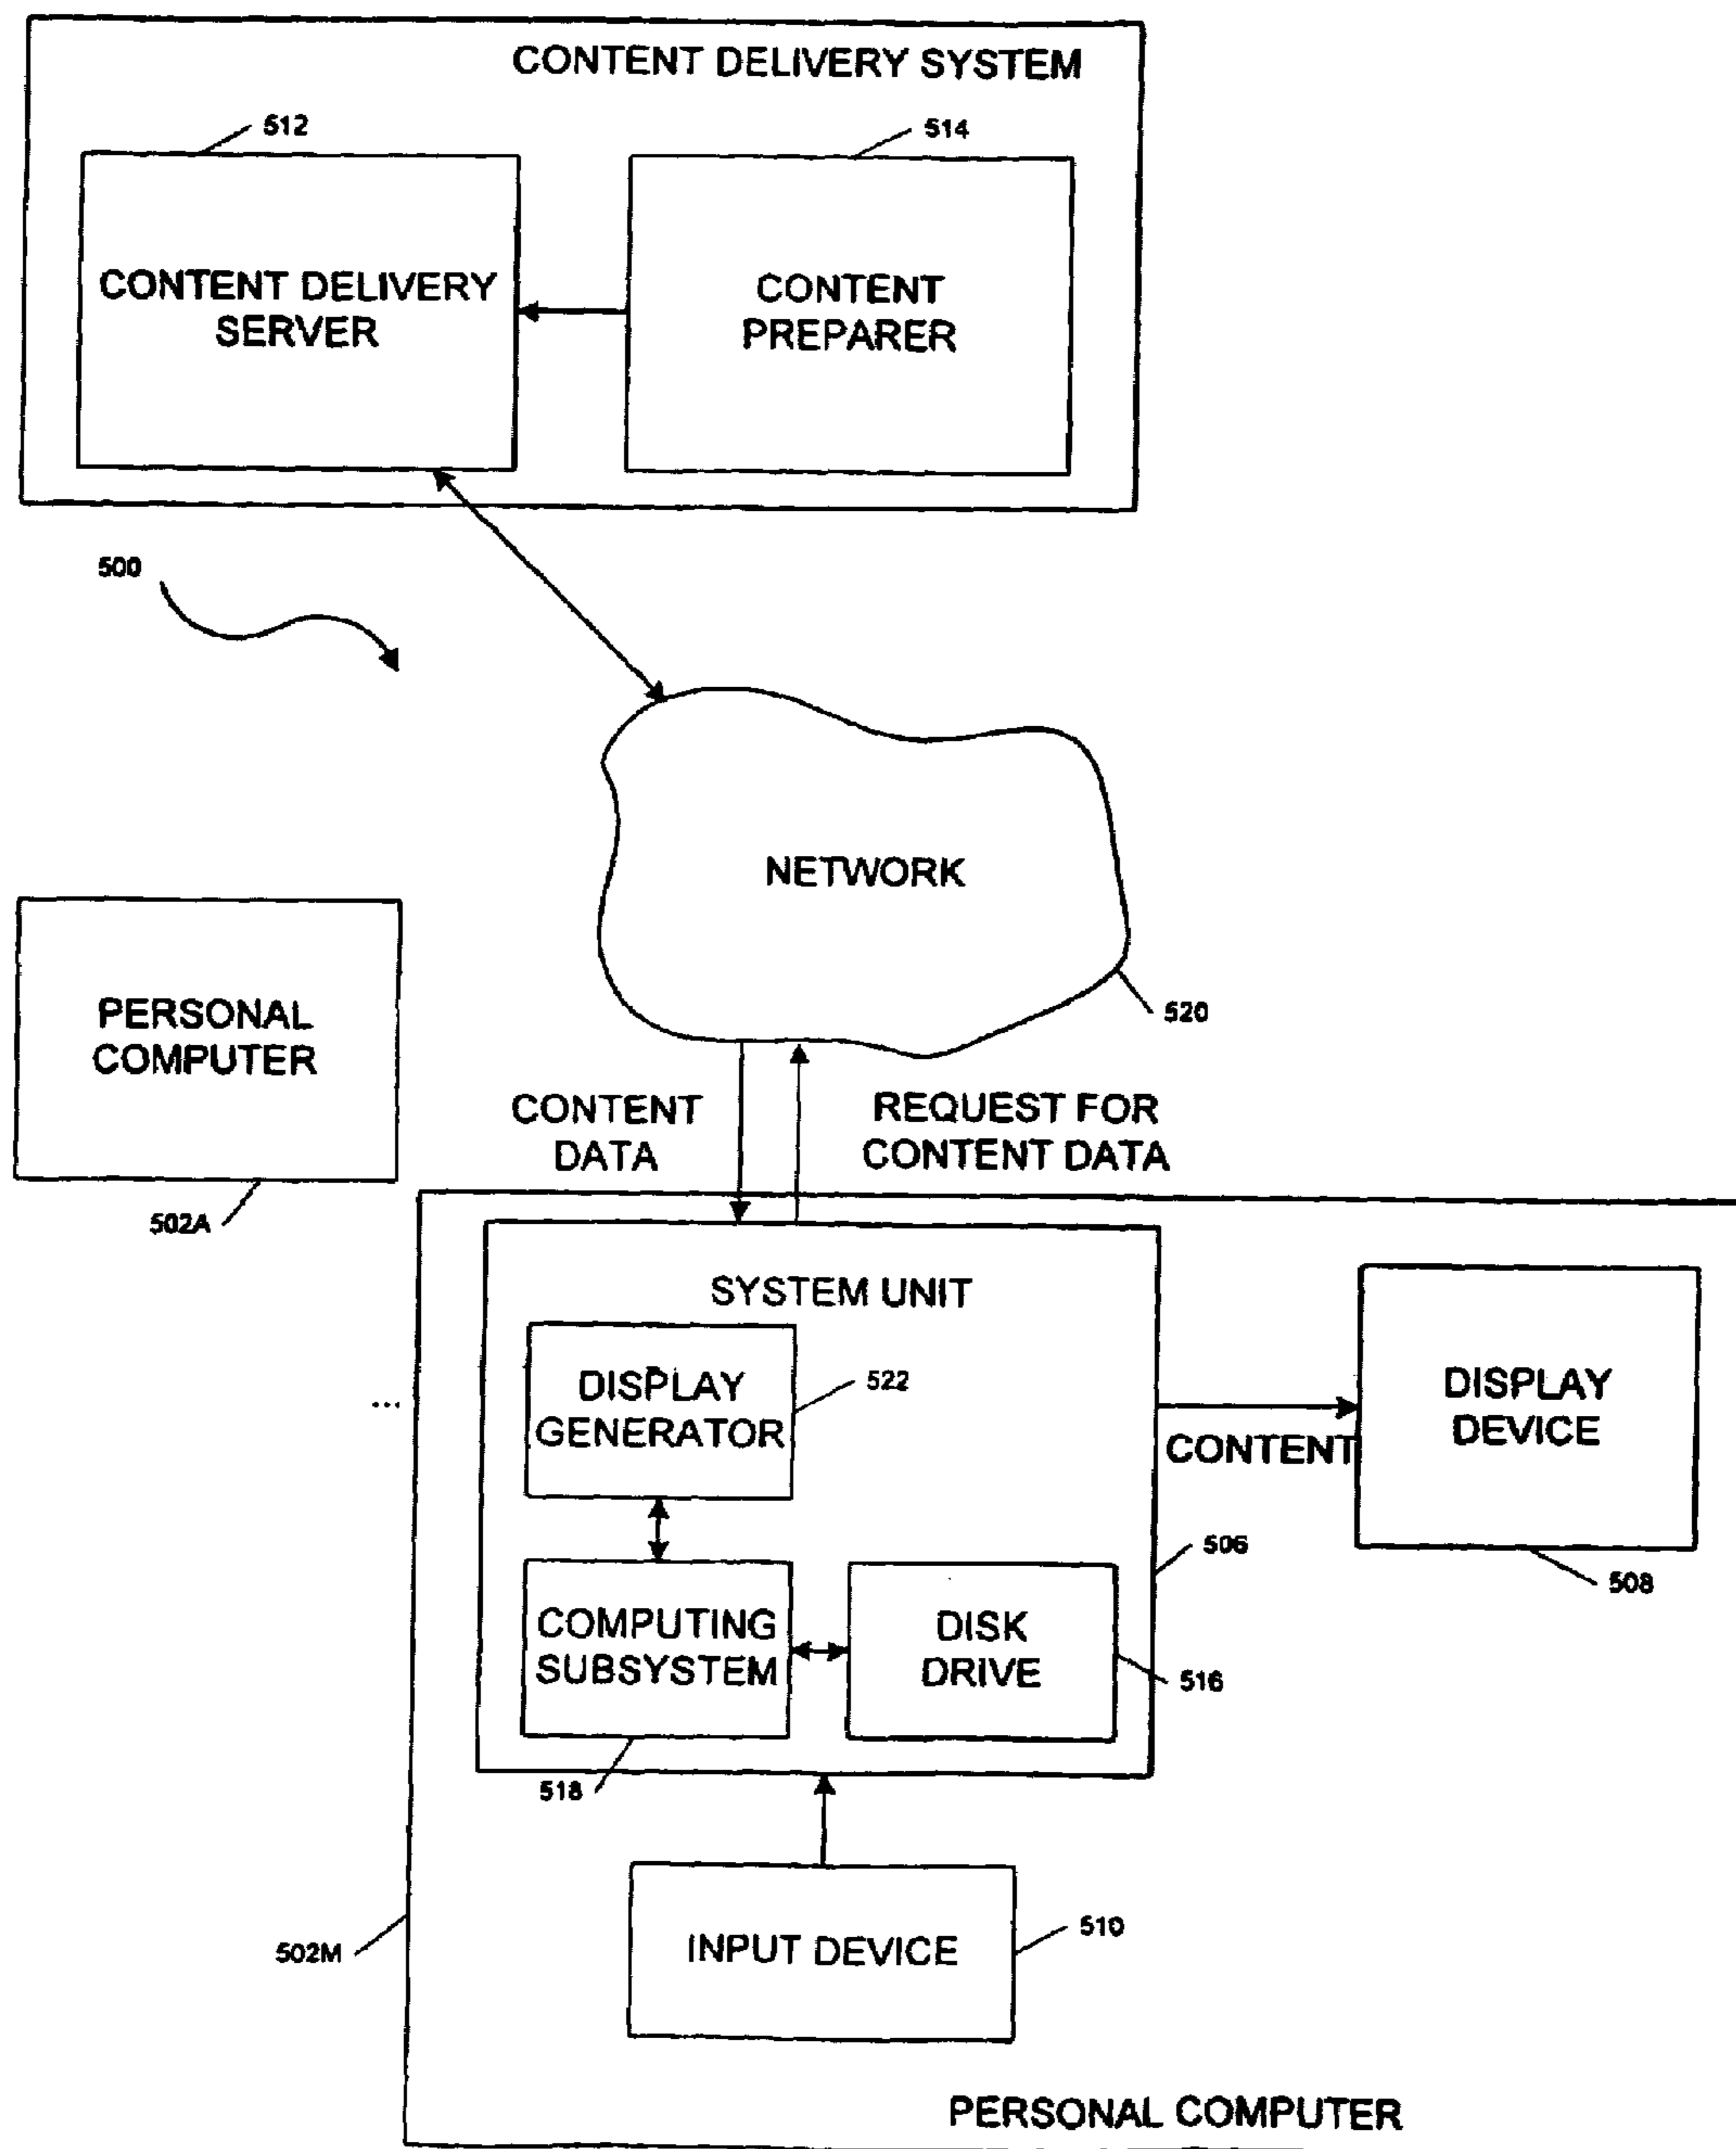 CONTENT DELIVERY SYSTEM
512
514
CONTENT DELIVERY
SERVER
CONTENT
PREPARER
500
NETWORK
520
PERSONAL
COMPUTER
502A
CONTENT
DATA
REQUEST FOR
CONTENT DATA
SYSTEM UNIT
DISPLAY
GENERATOR
522
...
CONTENT
DISPLAY
DEVICE
506
508
COMPUTING
SUBSYSTEM
DISK
DRIVE
516
518
INPUT DEVICE
510
502M
PERSONAL COMPUTER